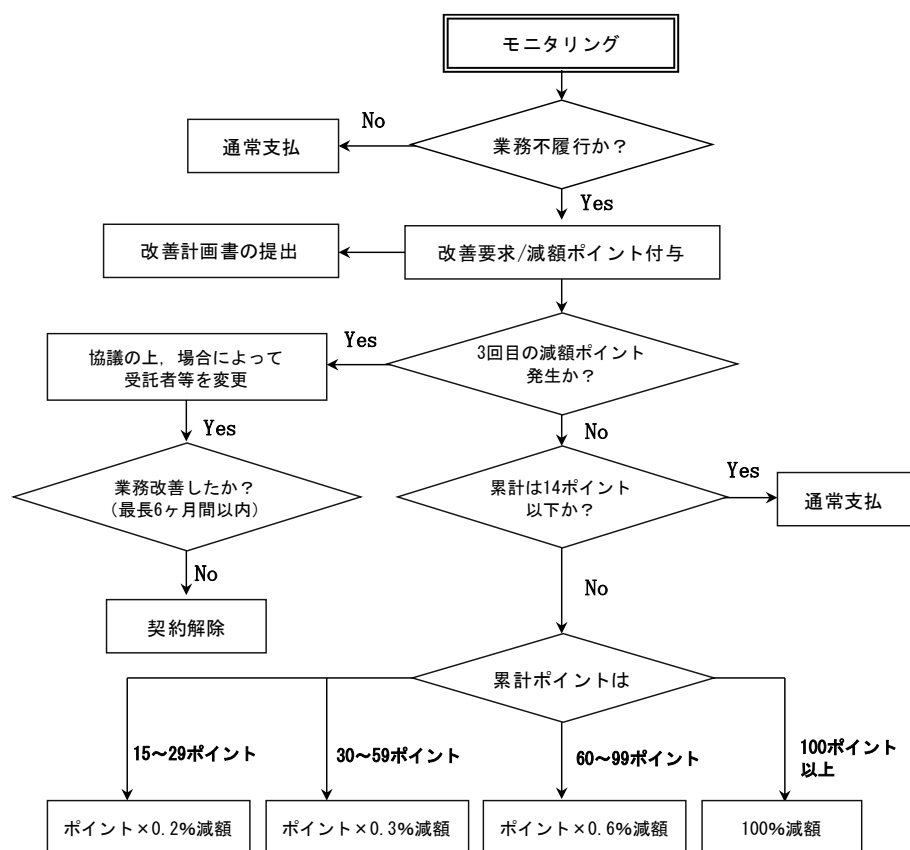 モニタリング
No
通常支払
業務不履行か？
Yes
改善計画書の提出
改善要求/減額ポイント付与
協議の上，場合によって
受託者等を変更
Yes
3回目の減額ポイント
発生か？
Yes
No
業務改善したか？
（最長6ヶ月間以内）
累計は14ポイント
以下か？
Yes
通常支払
No
No
契約解除
累計ポイントは
15～29ポイント
30～59ポイント
60～99ポイント
100ポイント
以上
ポイント×0.2%減額
ポイント×0.3%減額
ポイント×0.6%減額
100%減額